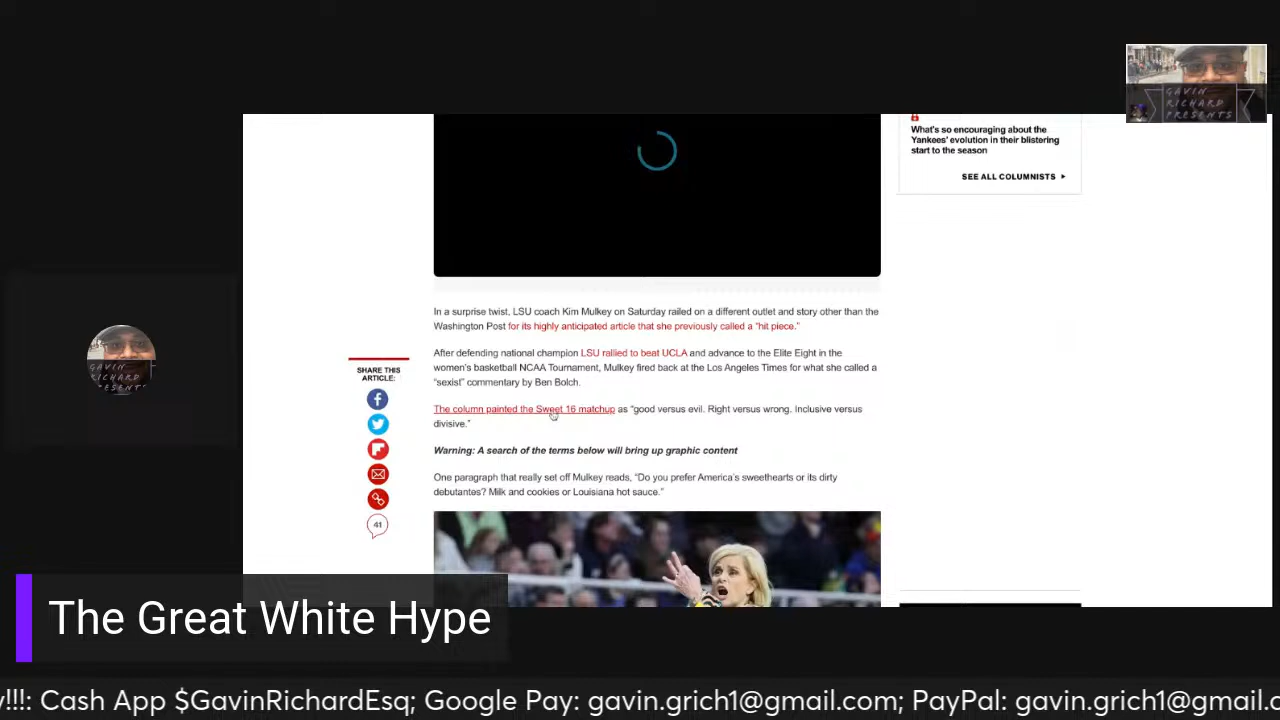 GAVIN
RICHARD
PRESENTS
What's so encouraging about the
Yankees' evolution in their blistering
start to the season
SEE ALL COLUMNISTS
In a surprise twist, LSU coach Kim Mulkey on Saturday railed on a different outlet and story other than the
Washington Post for its highly anticipated article that she previously called a "hit piece."
After defending national champion LSU rallied to beat UCLA and advance to the Elite Eight in the
women's basketball NCAA Tournament, Mulkey fired back at the Los Angeles Times for what she called a
"sexist" commentary by Ben Bolch.
The column painted the Sweet 16 matchup as "good versus evil. Right versus wrong. Inclusive versus
divisive."
Warning: A search of the terms below will bring up graphic content
One paragraph that really set off Mulkey reads, "Do you prefer America's sweethearts or its dirty
debutantes? Milk and cookies or Louisiana hot sauce."
SHARE THIS
ARTICLE:
41
GAVIN
RICHARD
The Great White Hype
y!!!: Cash App $GavinRichardEsq; Google Pay: gavin.grich1@gmail.com; PayPal: gavin.grich1@gmail.c